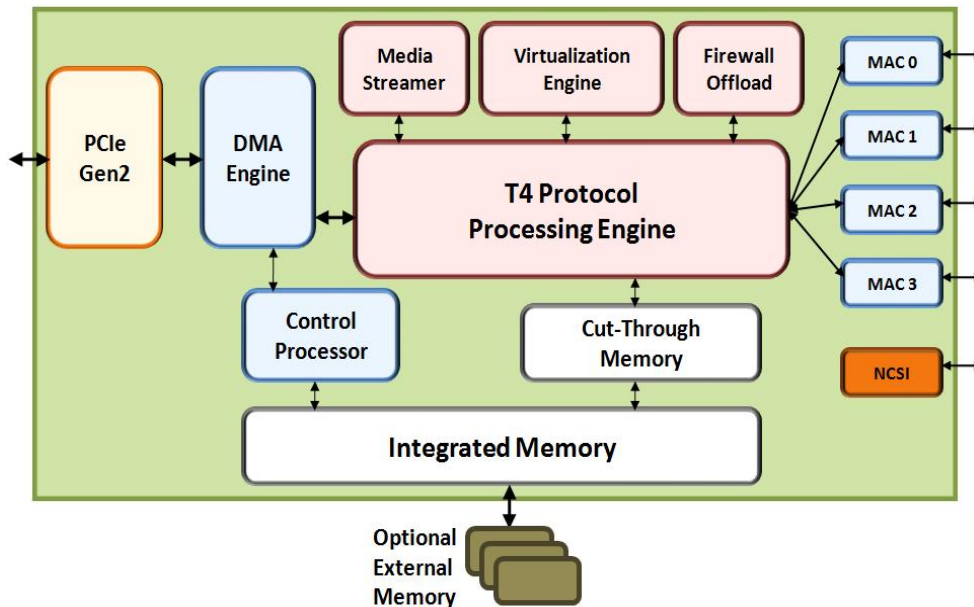 Media
Streamer
Virtualization
Engine
Firewall
Offload
MAC 0
PCIe
Gen2
DMA
Engine
MAC 1
T4 Protocol
Processing Engine
MAC 2
MAC 3
Control
Processor
Cut-Through
Memory
NCSI
Integrated Memory
Optional
External
Memory